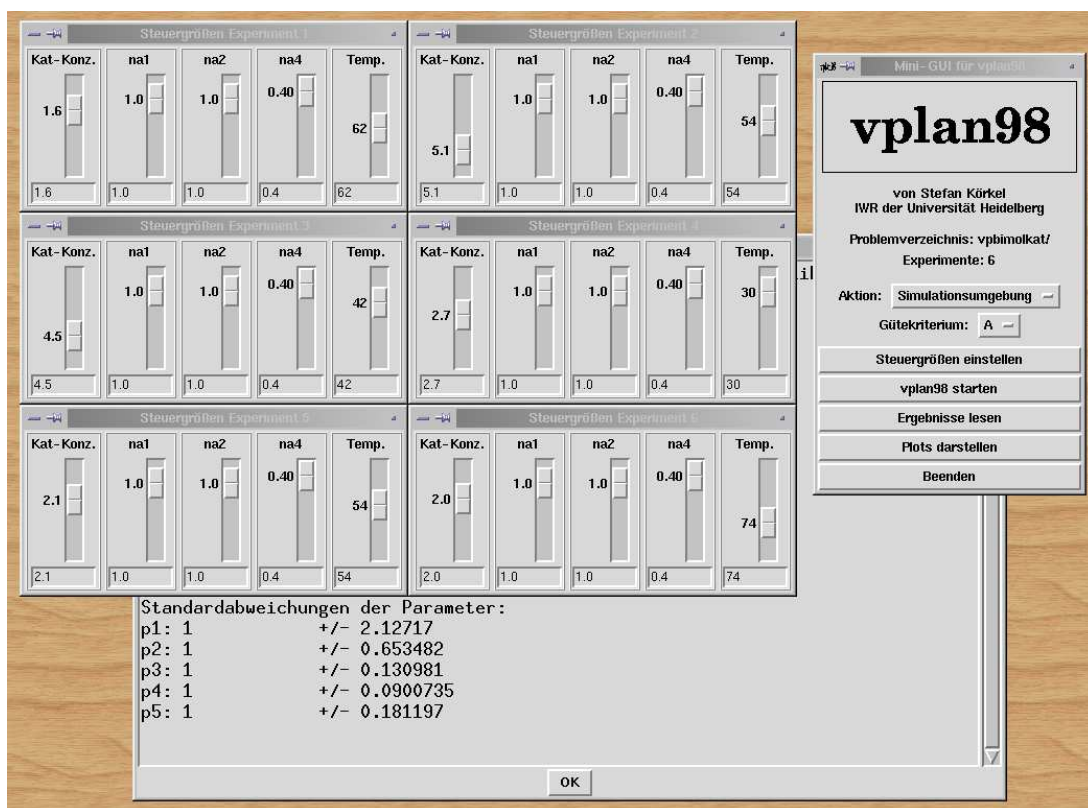 Steuergrößen Experiment 1
Kat-Konz. na1 na2 na4 Temp.
1.6 1.0 1.0 0.40 62
1.6 1.0 1.0 0.4 62
Steuergrößen Experiment 2
Kat-Konz. na1 na2 na4 Temp.
5.1 1.0 1.0 0.40 54
5.1 1.0 1.0 0.4 54
Steuergrößen Experiment 3
Kat-Konz. na1 na2 na4 Temp.
4.5 1.0 1.0 0.40 42
4.5 1.0 1.0 0.4 42
Steuergrößen Experiment 4
Kat-Konz. na1 na2 na4 Temp.
2.7 1.0 1.0 0.40 30
2.7 1.0 1.0 0.4 30
Steuergrößen Experiment 5
Kat-Konz. na1 na2 na4 Temp.
2.1 1.0 1.0 0.40 54
2.1 1.0 1.0 0.4 54
Steuergrößen Experiment 6
Kat-Konz. na1 na2 na4 Temp.
2.0 1.0 1.0 0.40 74
2.0 1.0 1.0 0.4 74
Mini-GUI für vplan98
vplan98
von Stefan Körkel
IWR der Universität Heidelberg
Problemverzeichnis: vpbimolkat/
Experimente: 6
Aktion: Simulationsumgebung
Gütekriterium: A
Steuergrößen einstellen
vplan98 starten
Ergebnisse lesen
Plots darstellen
Beenden
Standardabweichungen der Parameter:
p1: 1 +/- 2.12717
p2: 1 +/- 0.653482
p3: 1 +/- 0.130981
p4: 1 +/- 0.0900735
p5: 1 +/- 0.181197
OK